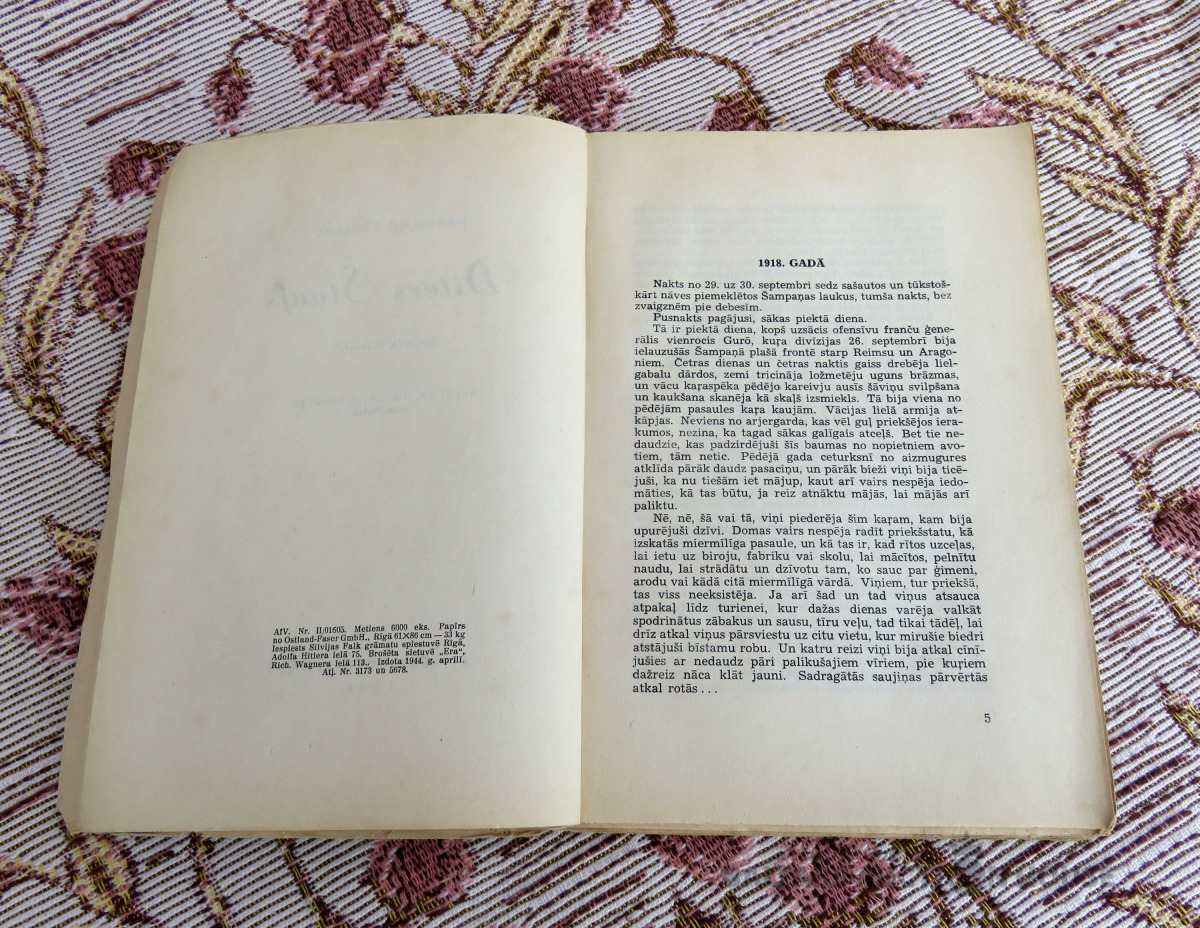 AfV. Nr. II/01605. Metiens 6000 eks. Papīrs
no Ostland-Faser GmbH., Rīgā 61×86 cm — 33 kg
Iespiests Silvijas Falk grāmatu spiestuvē Rīgā,
Adolfa Hitlera ielā 75. Brošēta sietuvē „Era",
Rich. Wagnera ielā 113.. Izdota 1944. g. aprīlī.
Atļ. Nr. 3173 un 5678.
1918. GADĀ
Nakts no 29. uz 30. septembri sedz sašautos un tūkstoš-
kārt nāves piemeklētos Šampaņas laukus, tumša nakts, bez
zvaigznēm pie debesīm.
Pusnakts pagājusi, sākas piektā diena.
Tā ir piektā diena, kopš uzsācis ofensīvu franču ģene-
rālis vienrocis Gurō, kuŗa divīzijas 26. septembrī bija
ielauzušās Šampaņā plašā frontē starp Reimsu un Arago-
niem. Četras dienas un četras naktis gaiss drebēja liel-
gabalu dārdos, zemi tricināja ložmetēju uguns brāzmas,
un vācu kaŗaspēka pēdējo kareivju ausīs šāviņu svilpšana
un kaukšana skanēja kā skaļš izsmiekls. Tā bija viena no
pēdējām pasaules kaŗa kaujām. Vācijas lielā armija at-
kāpjas. Neviens no arjergarda, kas vēl guļ priekšējos iera-
kumos, nezina, ka tagad sākas galīgais atceļš. Bet tie ne-
daudzie, kas padzirdējuši šīs baumas no nopietniem avo-
tiem, tām netic. Pēdējā gada ceturksnī no aizmugures
atklīda pārāk daudz pasaciņu, un pārāk bieži viņi bija ticē-
juši, ka nu tiešām iet mājup, kaut arī vairs nespēja iedo-
māties, kā tas būtu, ja reiz atnāktu mājās, lai mājās arī
paliktu.
Nē, nē, šā vai tā, viņi piederēja šim kaŗam, kam bija
upurējuši dzīvi. Domas vairs nespēja radīt priekšstatu, kā
izskatās miermīlīga pasaule, un kā tas ir, kad rītos uzceļas,
lai ietu uz biroju, fabriku vai skolu, lai mācītos, pelnītu
naudu, lai strādātu un dzīvotu tam, ko sauc par ģimeni,
arodu vai kādā citā miermīlīgā vārdā. Viņiem, tur priekšā,
tas viss neeksistēja. Ja arī šad un tad viņus atsauca
atpakaļ līdz turienei, kur dažas dienas varēja valkāt
spodrinātus zābakus un sausu, tīru veļu, tad tikai tādēļ, lai
drīz atkal viņus pārsviestu uz citu vietu, kur mirušie biedri
atstājuši bīstamu robu. Un katru reizi viņi bija atkal cīnī-
jušies ar nedaudz pāri palikušajiem vīriem, pie kuŗiem
dažreiz nāca klāt jauni. Sadragātās saujiņas pārvērtās
atkal rotās . . .
5